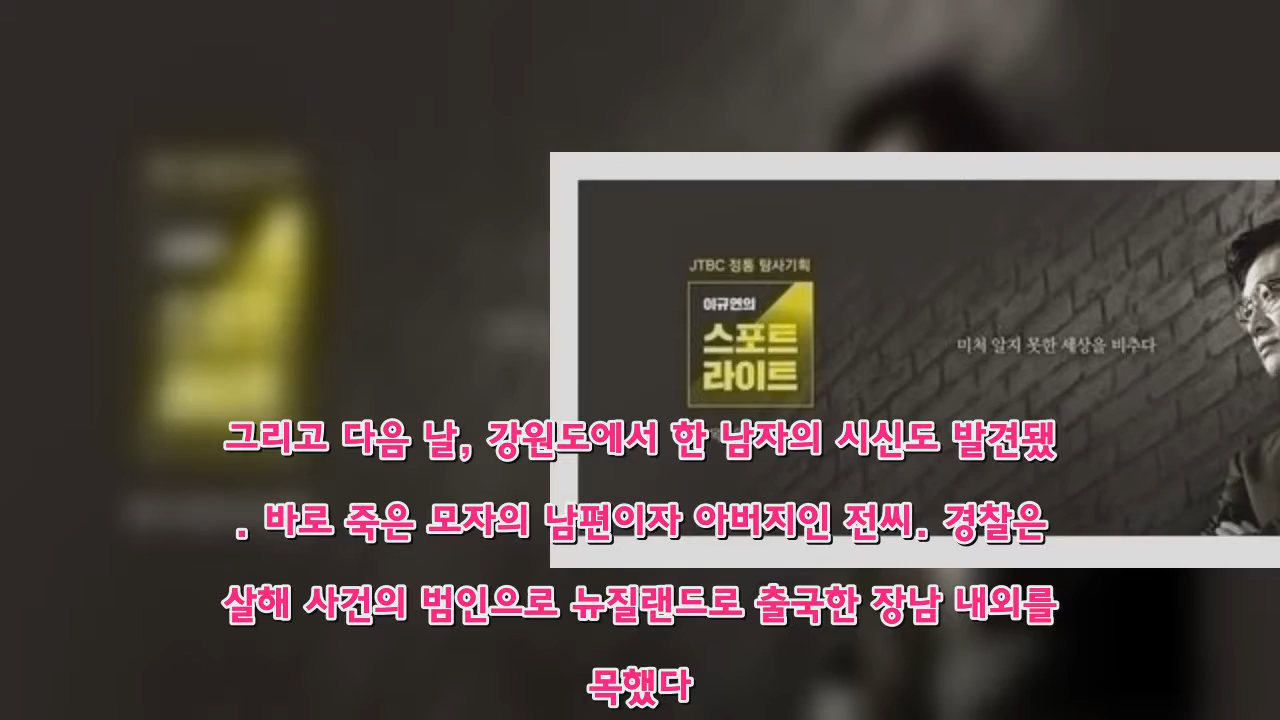 JTBC 정통 탐사기획
이규연의
스포트
라이트
미처 알지 못한 세상을 비추다
그리고 다음 날, 강원도에서 한 남자의 시신도 발견됐
. 바로 죽은 모자의 남편이자 아버지인 전씨. 경찰은
살해 사건의 범인으로 뉴질랜드로 출국한 장남 내외를
목했다